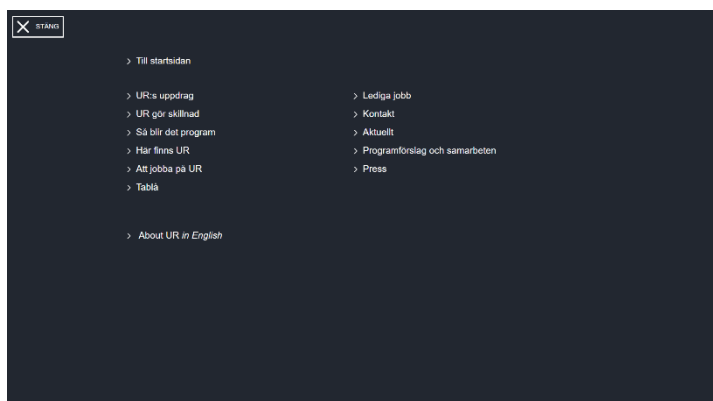 STÄNG
Till startsidan
UR:s uppdrag
UR gör skillnad
Så blir det program
Här finns UR
Att jobba på UR
Tablå
Lediga jobb
Kontakt
Aktuellt
Programförslag och samarbeten
Press
About UR in English